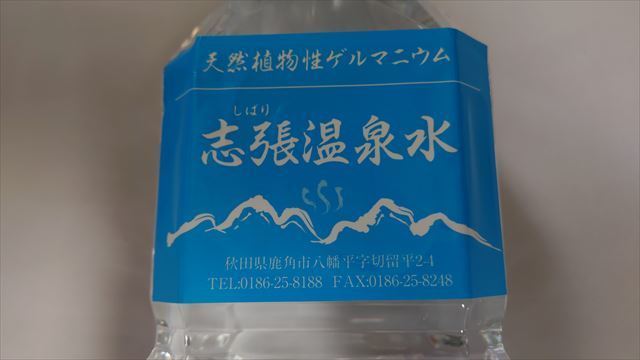 天然植物性ゲルマニウム
しばり
志張温泉水
秋田県鹿角市八幡平字切留平2-4
TEL:0186-25-8188 FAX:0186-25-8248